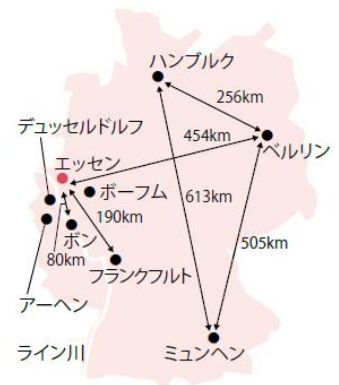 ハンブルク
256km
デュッセルドルフ
454km
ベルリン
エッセン
ボーフム
190km
613km
ボン
505km
80km
フランクフルト
アーヘン
ライン川
ミュンヘン